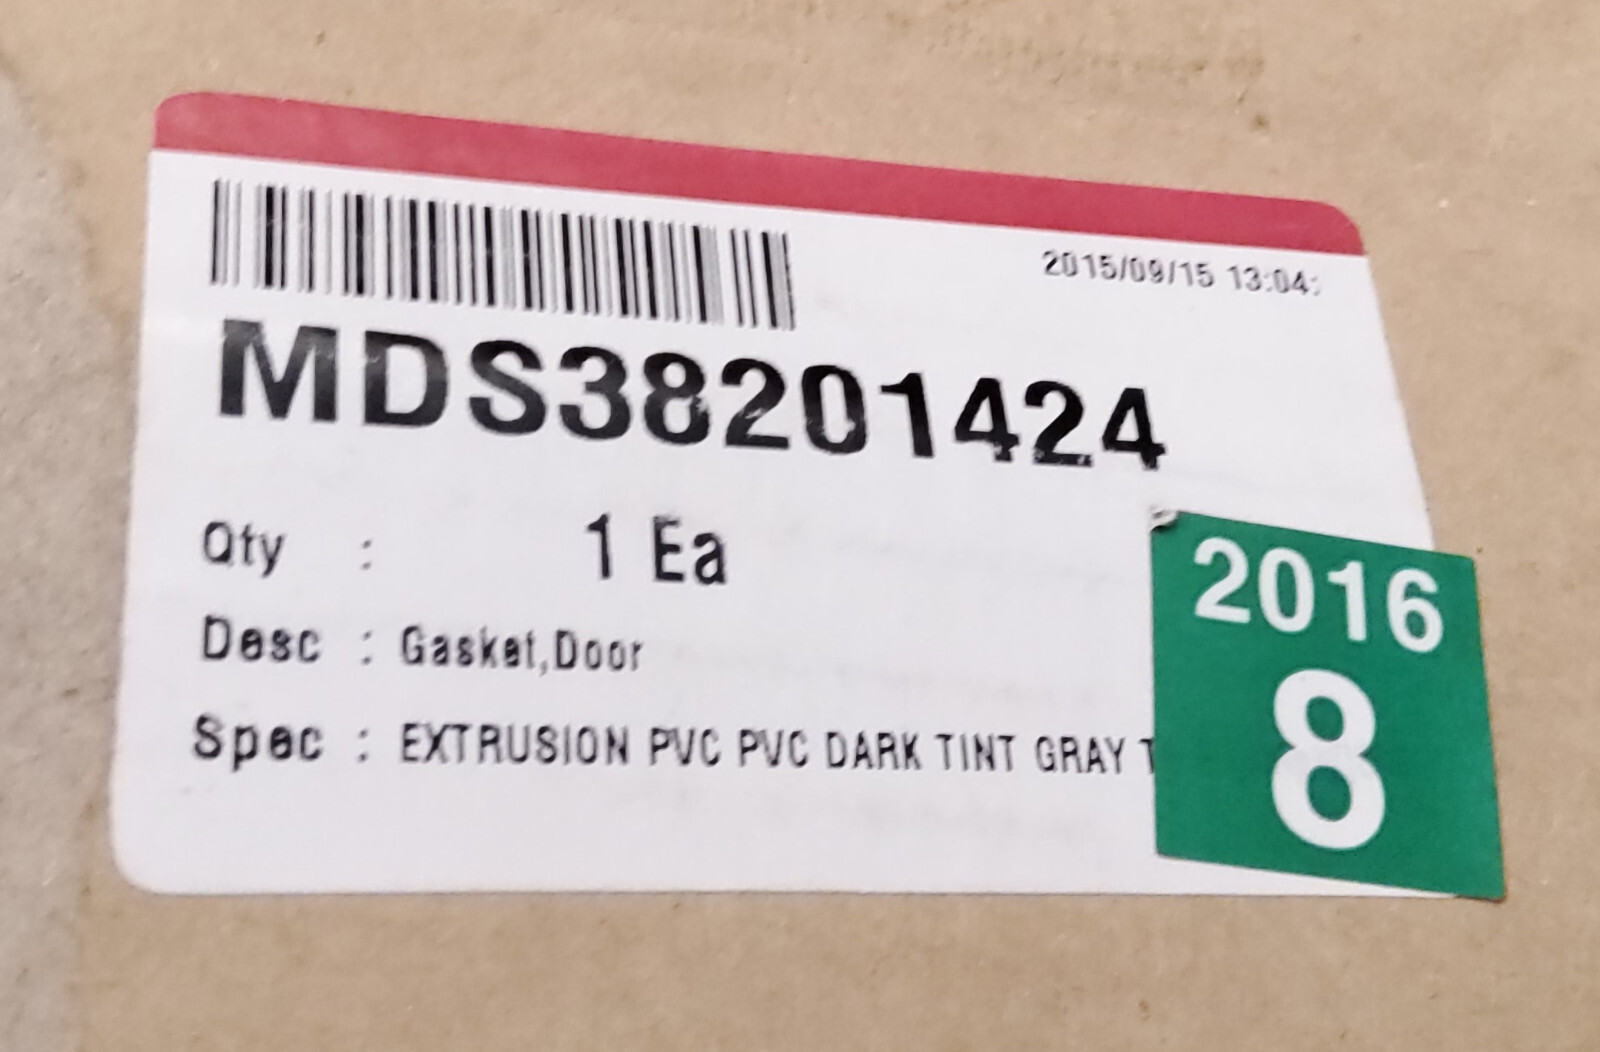 2015/09/15 13:04:
MDS38201424
Qty : 1 Ea
Desc : Gasket,Door
Spec : EXTRUSION PVC PVC DARK TINT GRAY T
2016
8